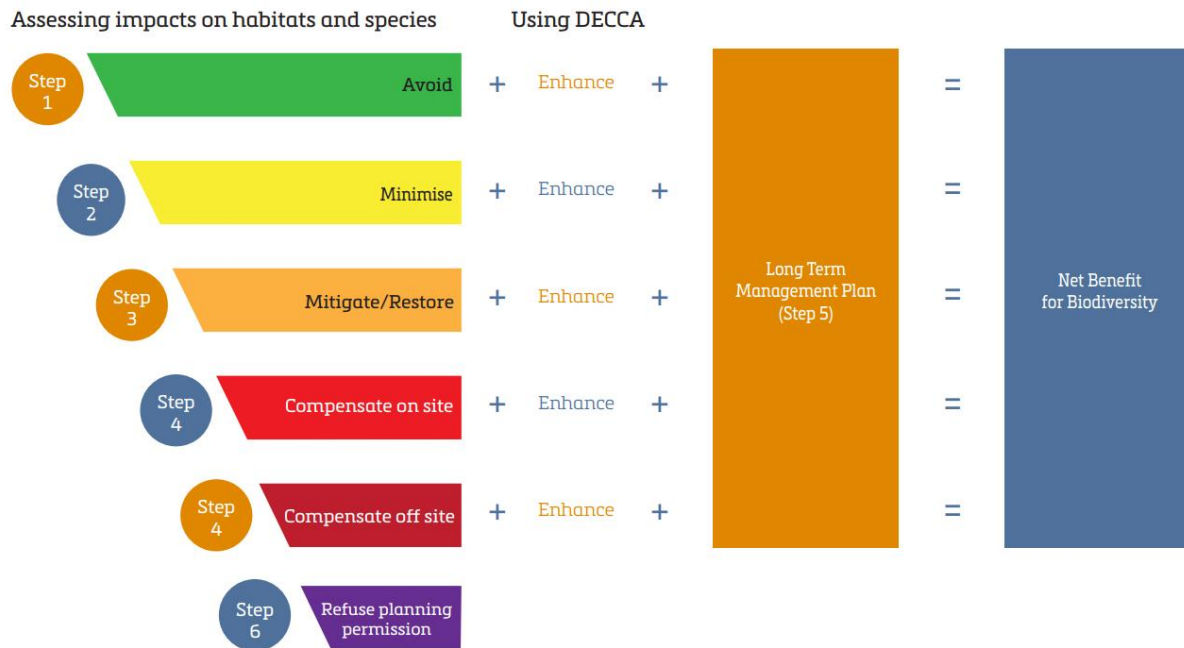 Assessing impacts on habitats and species
Using DECCA
Step
1
Avoid
+ Enhance +
=
Step
2
Minimise
+ Enhance +
=
Step
3
Mitigate/Restore
+ Enhance +
Long Term
Management Plan
(Step 5)
=
Net Benefit
for Biodiversity
Step
4
Compensate on site
+ Enhance +
=
Step
4
Compensate off site
+ Enhance +
=
Step
6
Refuse planning
permission